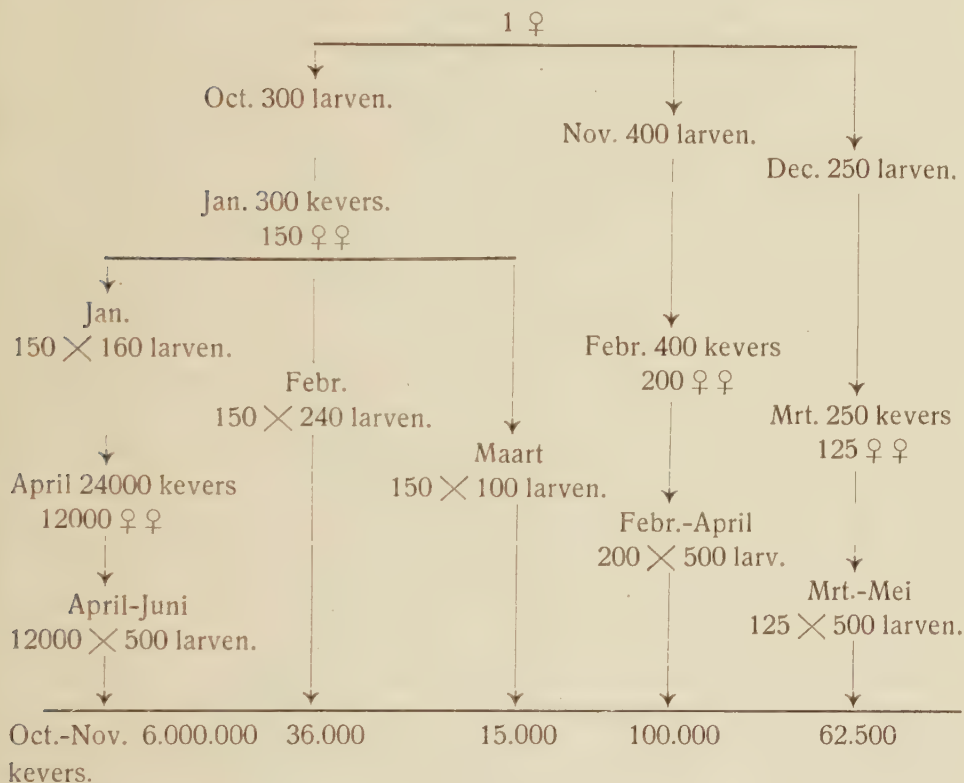 1 ♀
Oct. 300 larven.
Nov. 400 larven.
Dec. 250 larven.
Jan. 300 kevers.
150 ♀ ♀
Jan.
150 × 160 larven.
Febr.
150 × 240 larven.
Maart
150 × 100 larven.
Febr. 400 kevers
200 ♀ ♀
Mrt. 250 kevers
125 ♀ ♀
April 24000 kevers
12000 ♀ ♀
Febr.-April
200 × 500 larv.
April-Juni
12000 × 500 larven.
Mrt.-Mei
125 × 500 larven.
Oct.-Nov. 6.000.000 36.000 15.000 100.000 62.500
kevers.